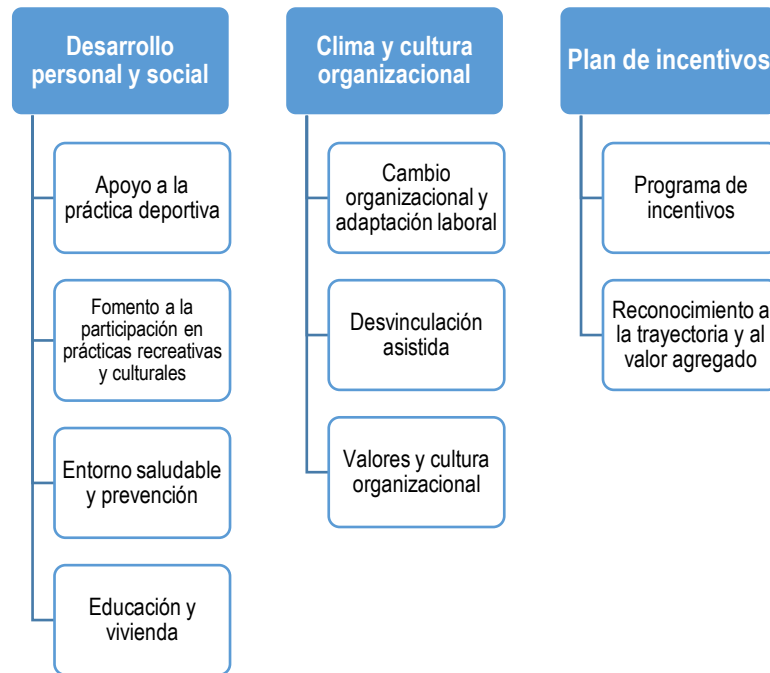 Desarrollo
personal y social
Apoyo a la
práctica deportiva
Fomento a la
participación en
prácticas recreativas
y culturales
Entorno saludable
y prevención
Educación y
vivienda
Clima y cultura
organizacional
Cambio
organizacional y
adaptación laboral
Desvinculación
asistida
Valores y cultura
organizacional
Plan de incentivos
Programa de
incentivos
Reconocimiento a
la trayectoria y al
valor agregado